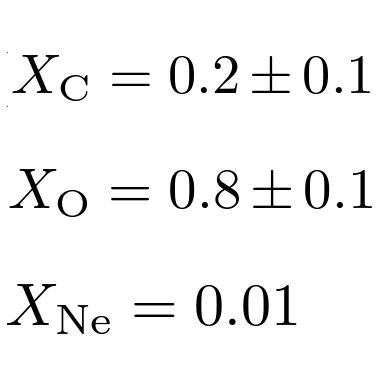 X_C = 0.2 ± 0.1
X_O = 0.8 ± 0.1
X_Ne = 0.01